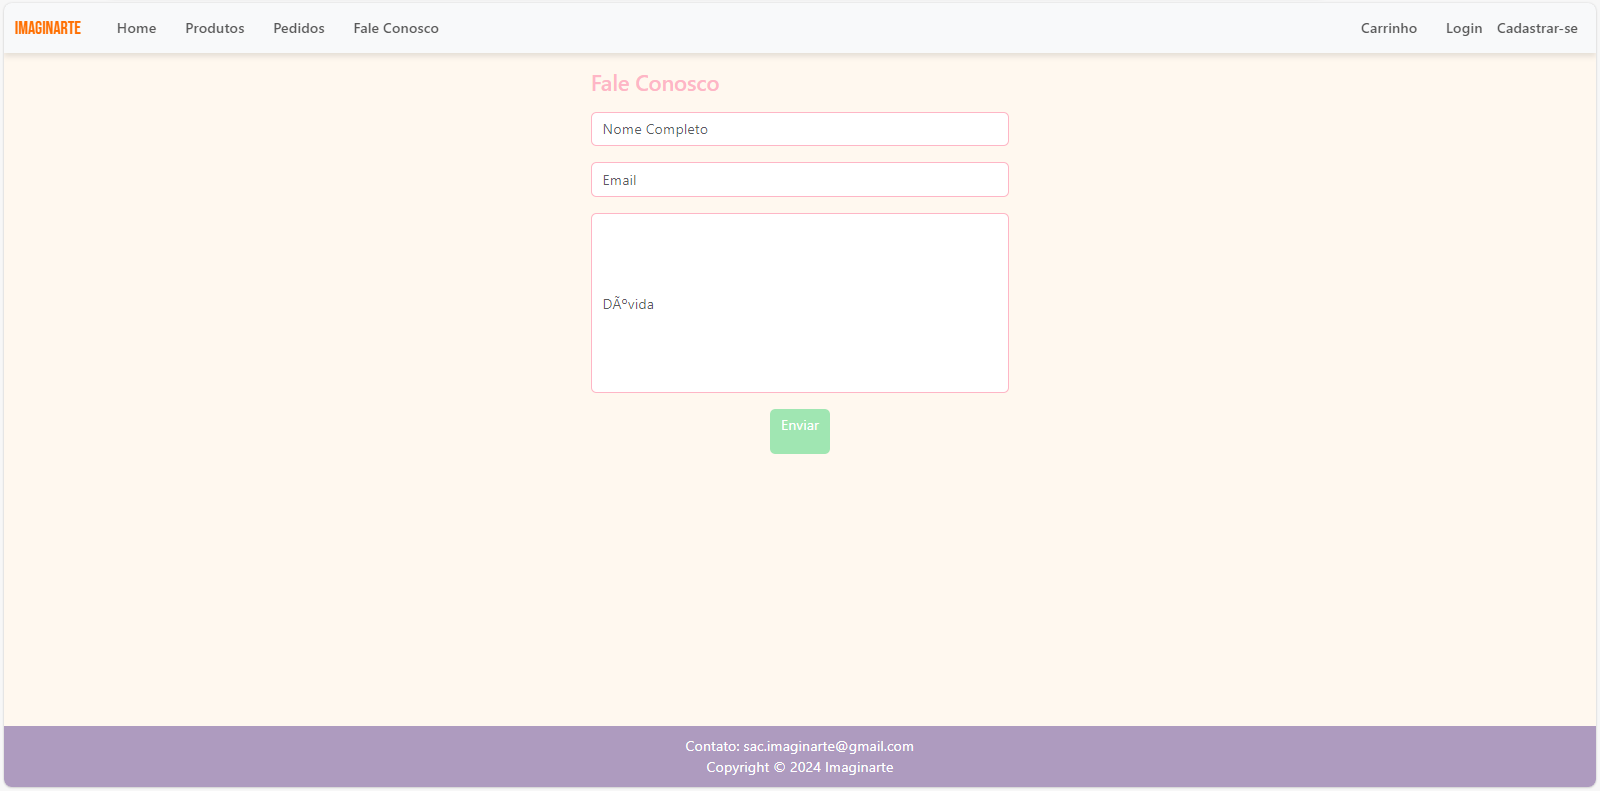 IMAGINARTE Home Produtos Pedidos Fale Conosco Carrinho Login Cadastrar-se
Fale Conosco
Nome Completo
Email
DÃºvida
Enviar
Contato: sac.imaginarte@gmail.com
Copyright © 2024 Imaginarte